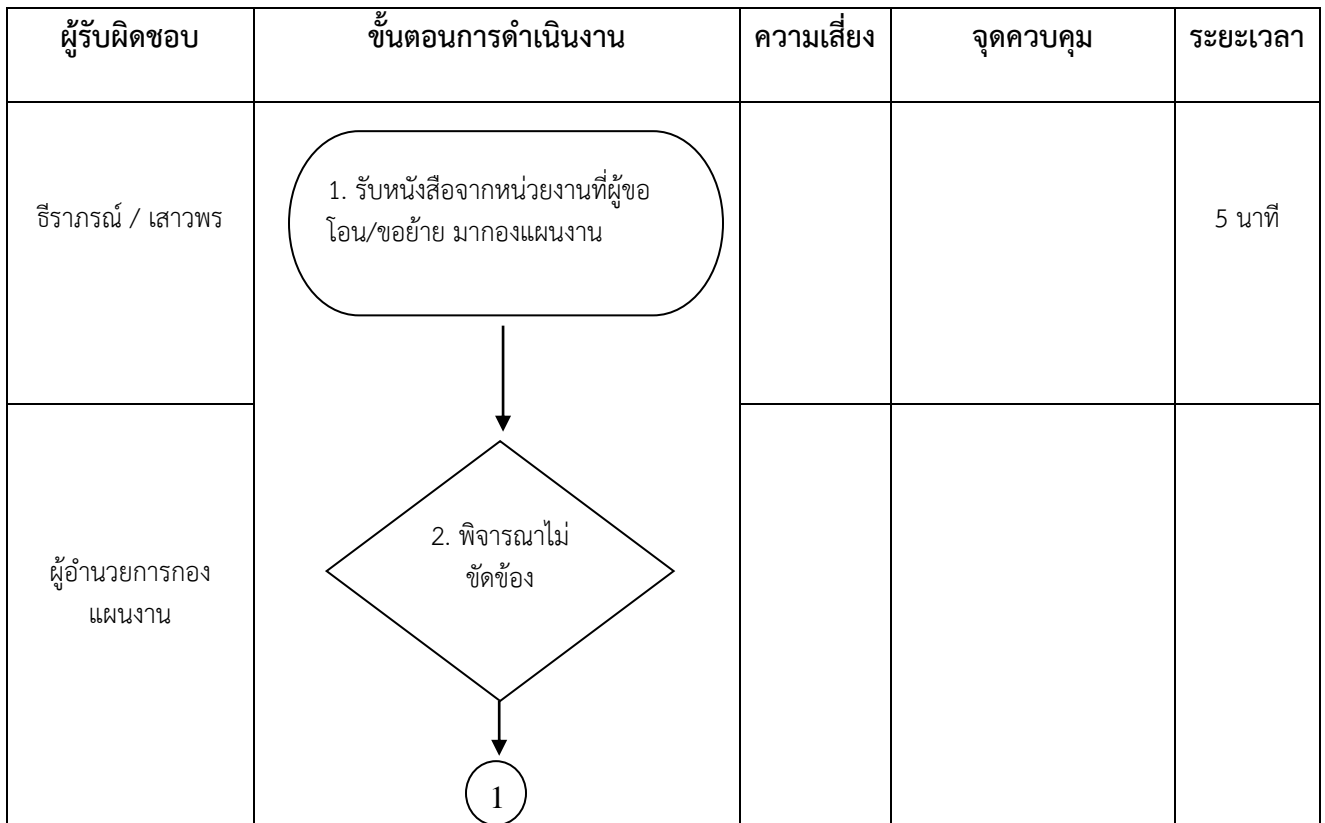 ผู้รับผิดชอบ
ขั้นตอนการดำเนินงาน
ความเสี่ยง
จุดควบคุม
ระยะเวลา
ธีราภรณ์ / เสาวพร
1. รับหนังสือจากหน่วยงานที่ผู้ขอ
โอน/ขอย้าย มากองแผนงาน
5 นาที
ผู้อำนวยการกอง
แผนงาน
2. พิจารณาไม่
ขัดข้อง
1